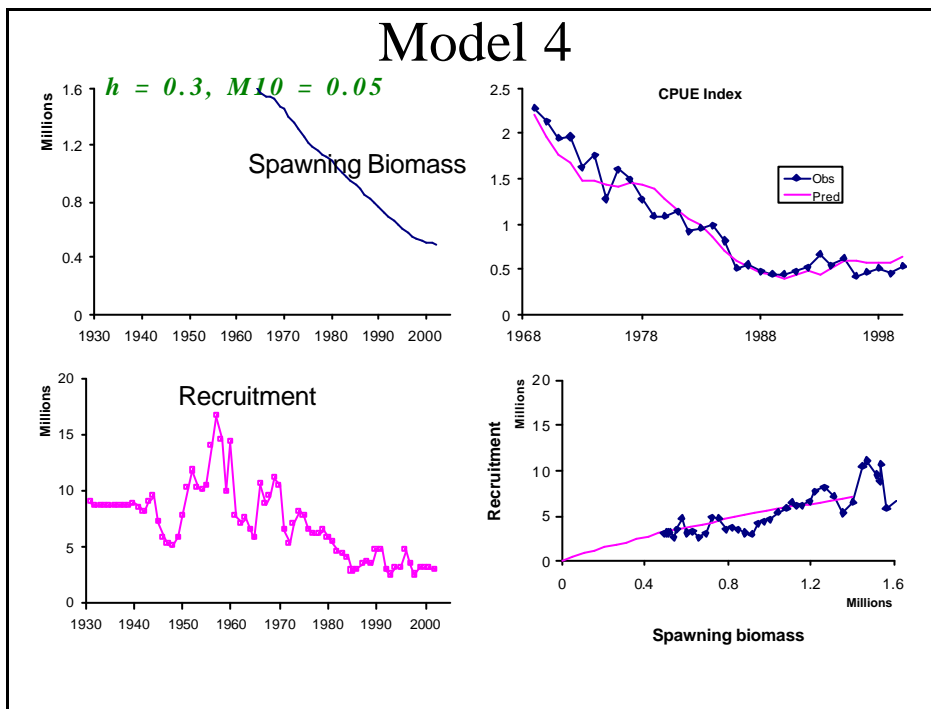 Model 4
h = 0.3, M10 = 0.05
Millions
1.6
1.2
0.8
0.4
0
Spawning Biomass
1930 1940 1950 1960 1970 1980 1990 2000
CPUE Index
2.5
2
1.5
1
0.5
0
Obs
Pred
1968 1978 1988 1998
Recruitment
Millions
20
15
10
5
0
1930 1940 1950 1960 1970 1980 1990 2000
Recruitment
Millions
20
15
10
5
0
0 0.4 0.8 1.2 1.6
Millions
Spawning biomass